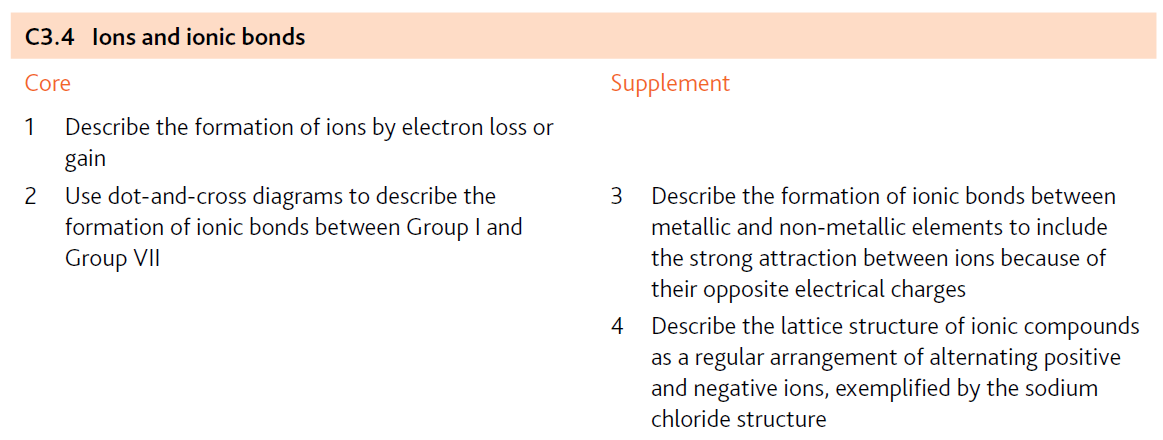 C3.4 Ions and ionic bonds
Core
Supplement
1 Describe the formation of ions by electron loss or
gain
2 Use dot-and-cross diagrams to describe the
formation of ionic bonds between Group I and
Group VII
3 Describe the formation of ionic bonds between
metallic and non-metallic elements to include
the strong attraction between ions because of
their opposite electrical charges
4 Describe the lattice structure of ionic compounds
as a regular arrangement of alternating positive
and negative ions, exemplified by the sodium
chloride structure